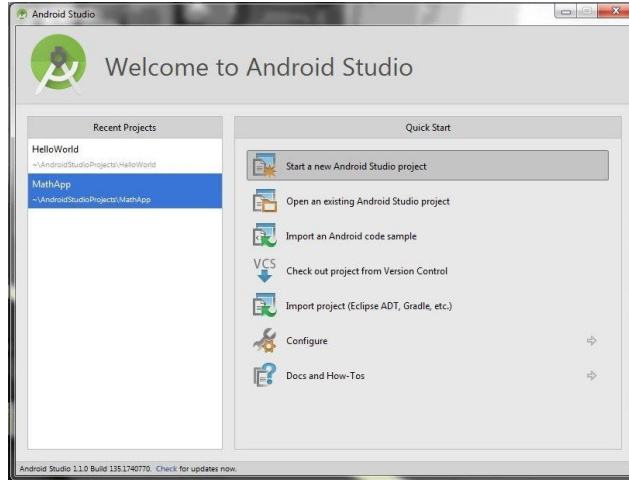 Android Studio
Welcome to Android Studio
Recent Projects
HelloWorld
~\AndroidStudioProjects\HelloWorld
MathApp
~\AndroidStudioProjects\MathApp
Quick Start
Start a new Android Studio project
Open an existing Android Studio project
Import an Android code sample
VCS
Check out project from Version Control
Import project (Eclipse ADT, Gradle, etc.)
Configure
Docs and How-Tos
Android Studio 1.1.0 Build 135.1740770. Check for updates now.